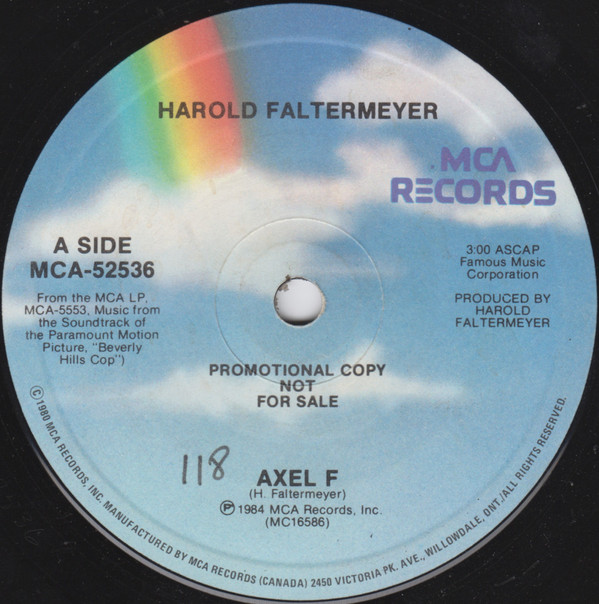 HAROLD FALTERMEYER
MCA
RECORDS
A SIDE
MCA-52536
From the MCA LP,
MCA-5553, Music from
the Soundtrack of
the Paramount Motion
Picture, "Beverly
Hills Cop")
3:00 ASCAP
Famous Music
Corporation
PRODUCED BY
HAROLD
FALTERMEYER
PROMOTIONAL COPY
NOT
FOR SALE
118
AXEL F
(H. Faltermeyer)
Ⓟ 1984 MCA Records, Inc.
(MC16586)
© 1980 MCA RECORDS, INC. MANUFACTURED BY MCA RECORDS (CANADA) 2450 VICTORIA PK. AVE., WILLOWDALE, ONT./ALL RIGHTS RESERVED.